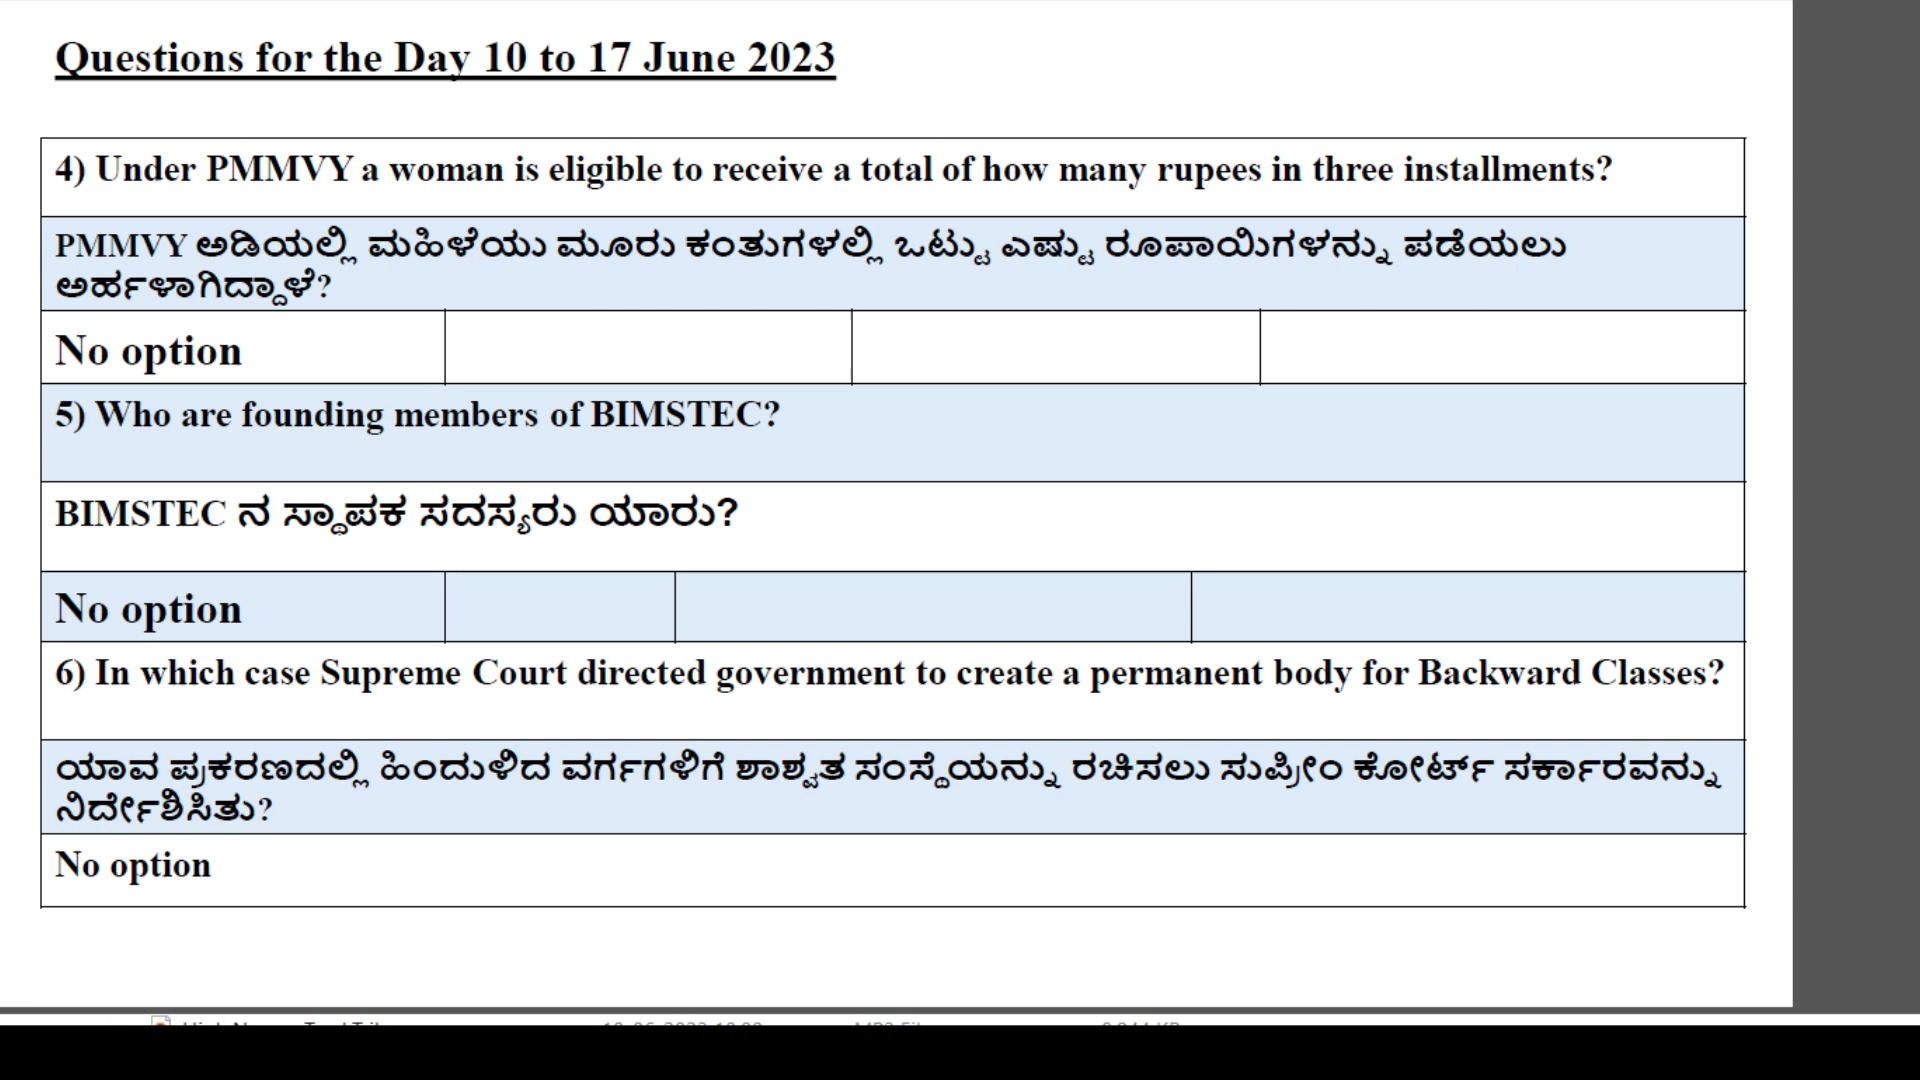 Questions for the Day 10 to 17 June 2023
4) Under PMMVY a woman is eligible to receive a total of how many rupees in three installments?
PMMVY ಅಡಿಯಲ್ಲಿ ಮಹಿಳೆಯು ಮೂರು ಕಂತುಗಳಲ್ಲಿ ಒಟ್ಟು ಎಷ್ಟು ರೂಪಾಯಿಗಳನ್ನು ಪಡೆಯಲು
ಅರ್ಹಳಾಗಿದ್ದಾಳೆ?
No option
5) Who are founding members of BIMSTEC?
BIMSTEC ನ ಸ್ಥಾಪಕ ಸದಸ್ಯರು ಯಾರು?
No option
6) In which case Supreme Court directed government to create a permanent body for Backward Classes?
ಯಾವ ಪ್ರಕರಣದಲ್ಲಿ ಹಿಂದುಳಿದ ವರ್ಗಗಳಿಗೆ ಶಾಶ್ವತ ಸಂಸ್ಥೆಯನ್ನು ರಚಿಸಲು ಸುಪ್ರೀಂ ಕೋರ್ಟ್ ಸರ್ಕಾರವನ್ನು
ನಿರ್ದೇಶಿಸಿತು?
No option